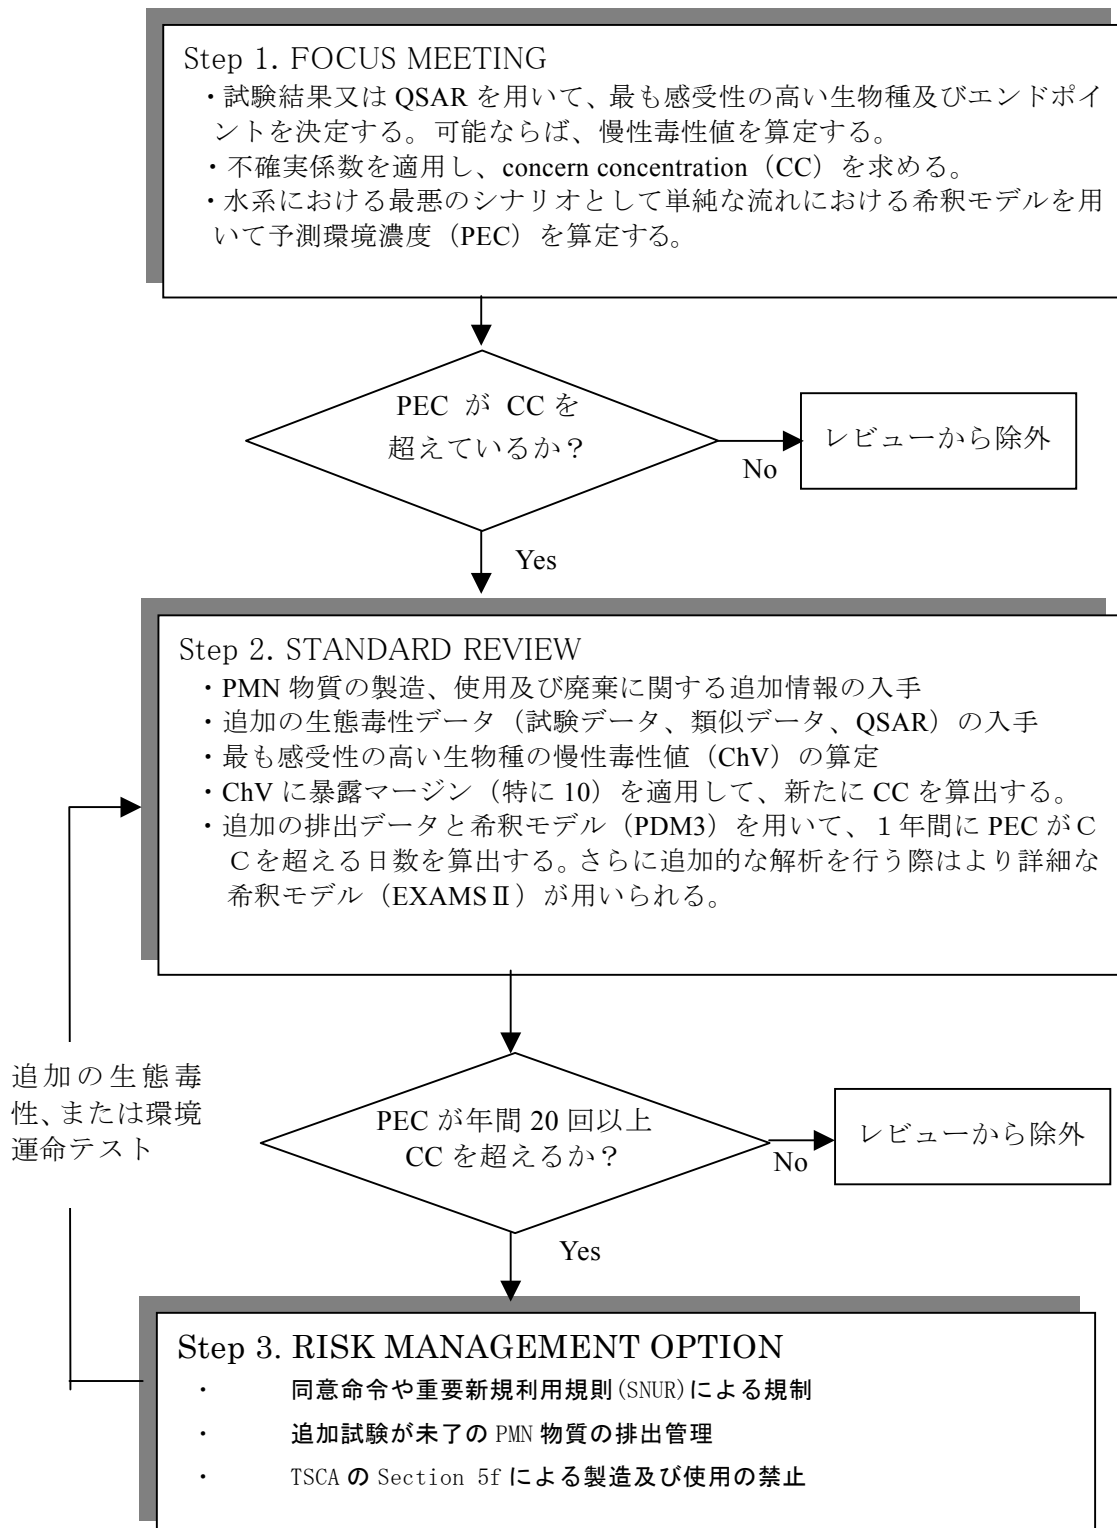 Step 1. FOCUS MEETING
・試験結果又は QSAR を用いて、最も感受性の高い生物種及びエンドポイ
ントを決定する。可能ならば、慢性毒性値を算定する。
・不確実係数を適用し、concern concentration（CC）を求める。
・水系における最悪のシナリオとして単純な流れにおける希釈モデルを用
いて予測環境濃度（PEC）を算定する。
PEC が CC を
超えているか？
No
レビューから除外
Yes
Step 2. STANDARD REVIEW
・PMN 物質の製造、使用及び廃棄に関する追加情報の入手
・追加の生態毒性データ（試験データ、類似データ、QSAR）の入手
・最も感受性の高い生物種の慢性毒性値（ChV）の算定
・ChV に暴露マージン（特に 10）を適用して、新たに CC を算出する。
・追加の排出データと希釈モデル（PDM3）を用いて、１年間に PEC がＣ
Ｃを超える日数を算出する。さらに追加的な解析を行う際はより詳細な
希釈モデル（EXAMSⅡ）が用いられる。
追加の生態毒
性、または環境
運命テスト
PEC が年間 20 回以上
CC を超えるか？
No
レビューから除外
Yes
Step 3. RISK MANAGEMENT OPTION
・ 同意命令や重要新規利用規則(SNUR)による規制
・ 追加試験が未了の PMN 物質の排出管理
・ TSCA の Section 5f による製造及び使用の禁止